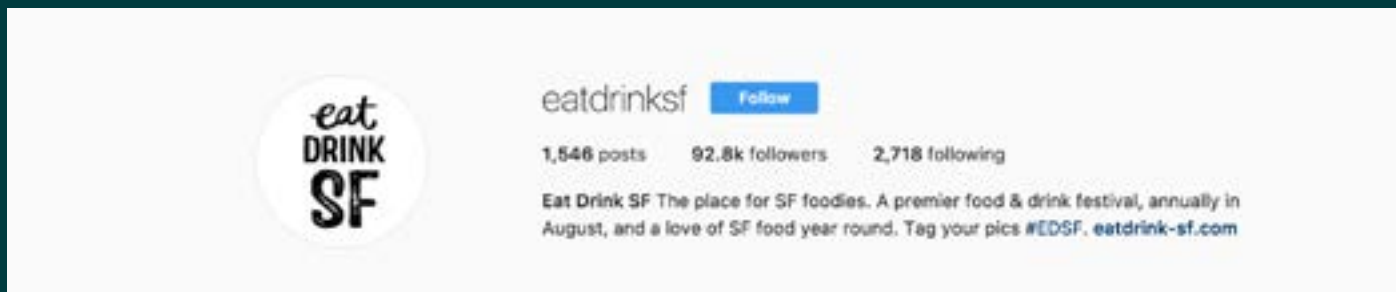 eat
DRINK
SF
eatdrinksf Follow
1,546 posts 92.8k followers 2,718 following
Eat Drink SF The place for SF foodies. A premier food & drink festival, annually in
August, and a love of SF food year round. Tag your pics #EDSF. eatdrink-sf.com